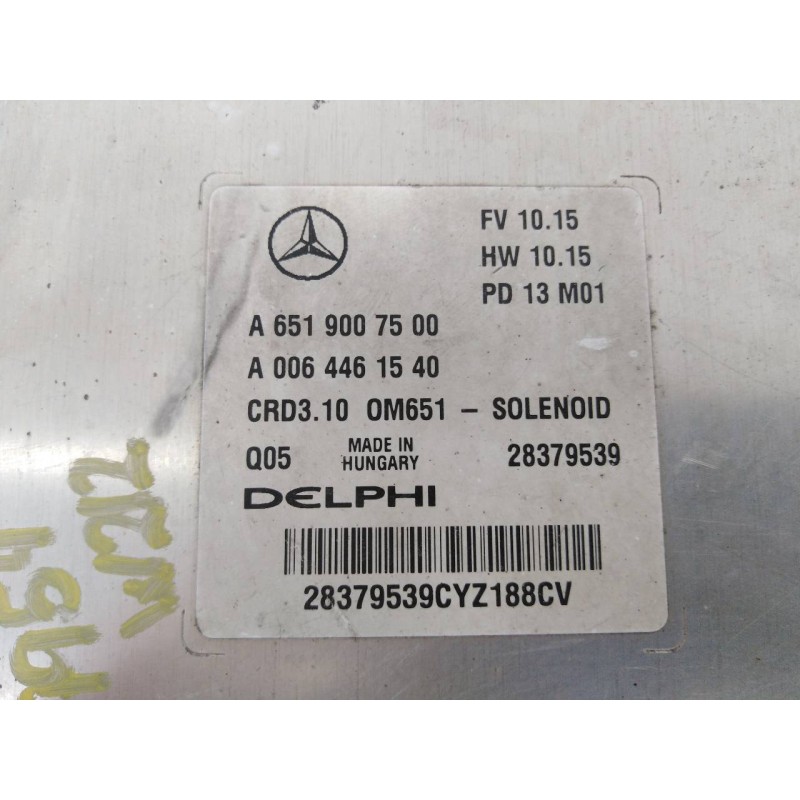 FV 10.15
HW 10.15
PD 13 M01
A 651 900 75 00
A 006 446 15 40
CRD3.10 OM651 – SOLENOID
Q05 MADE IN HUNGARY 28379539
DELPHI
28379539CYZ188CV